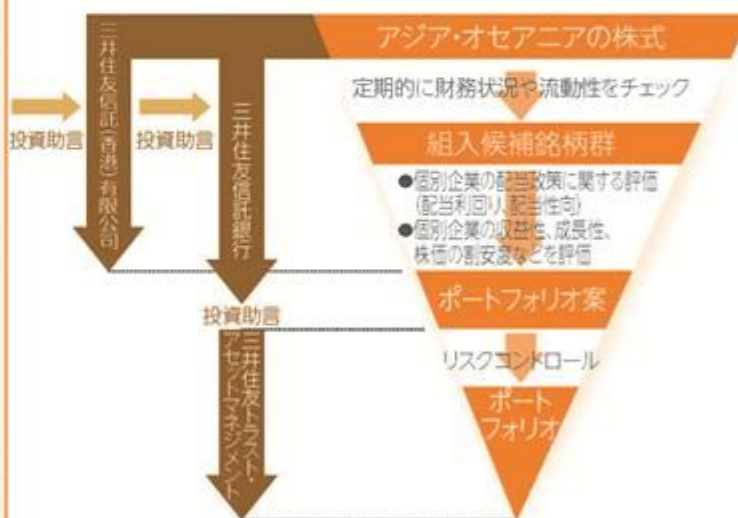 アジア・オセアニアの株式
定期的に財務状況や流動性をチェック
組入候補銘柄群
●個別企業の配当政策に関する評価
(配当利回り、配当性向)
●個別企業の収益性、成長性、
株価の割安度などを評価
ポートフォリオ案
リスクコントロール
ポート
フォリオ
投資助言
三井住友信託(香港)有限公司
投資助言
三井住友信託銀行
投資助言
三井住友トラスト・
アセットマネジメント